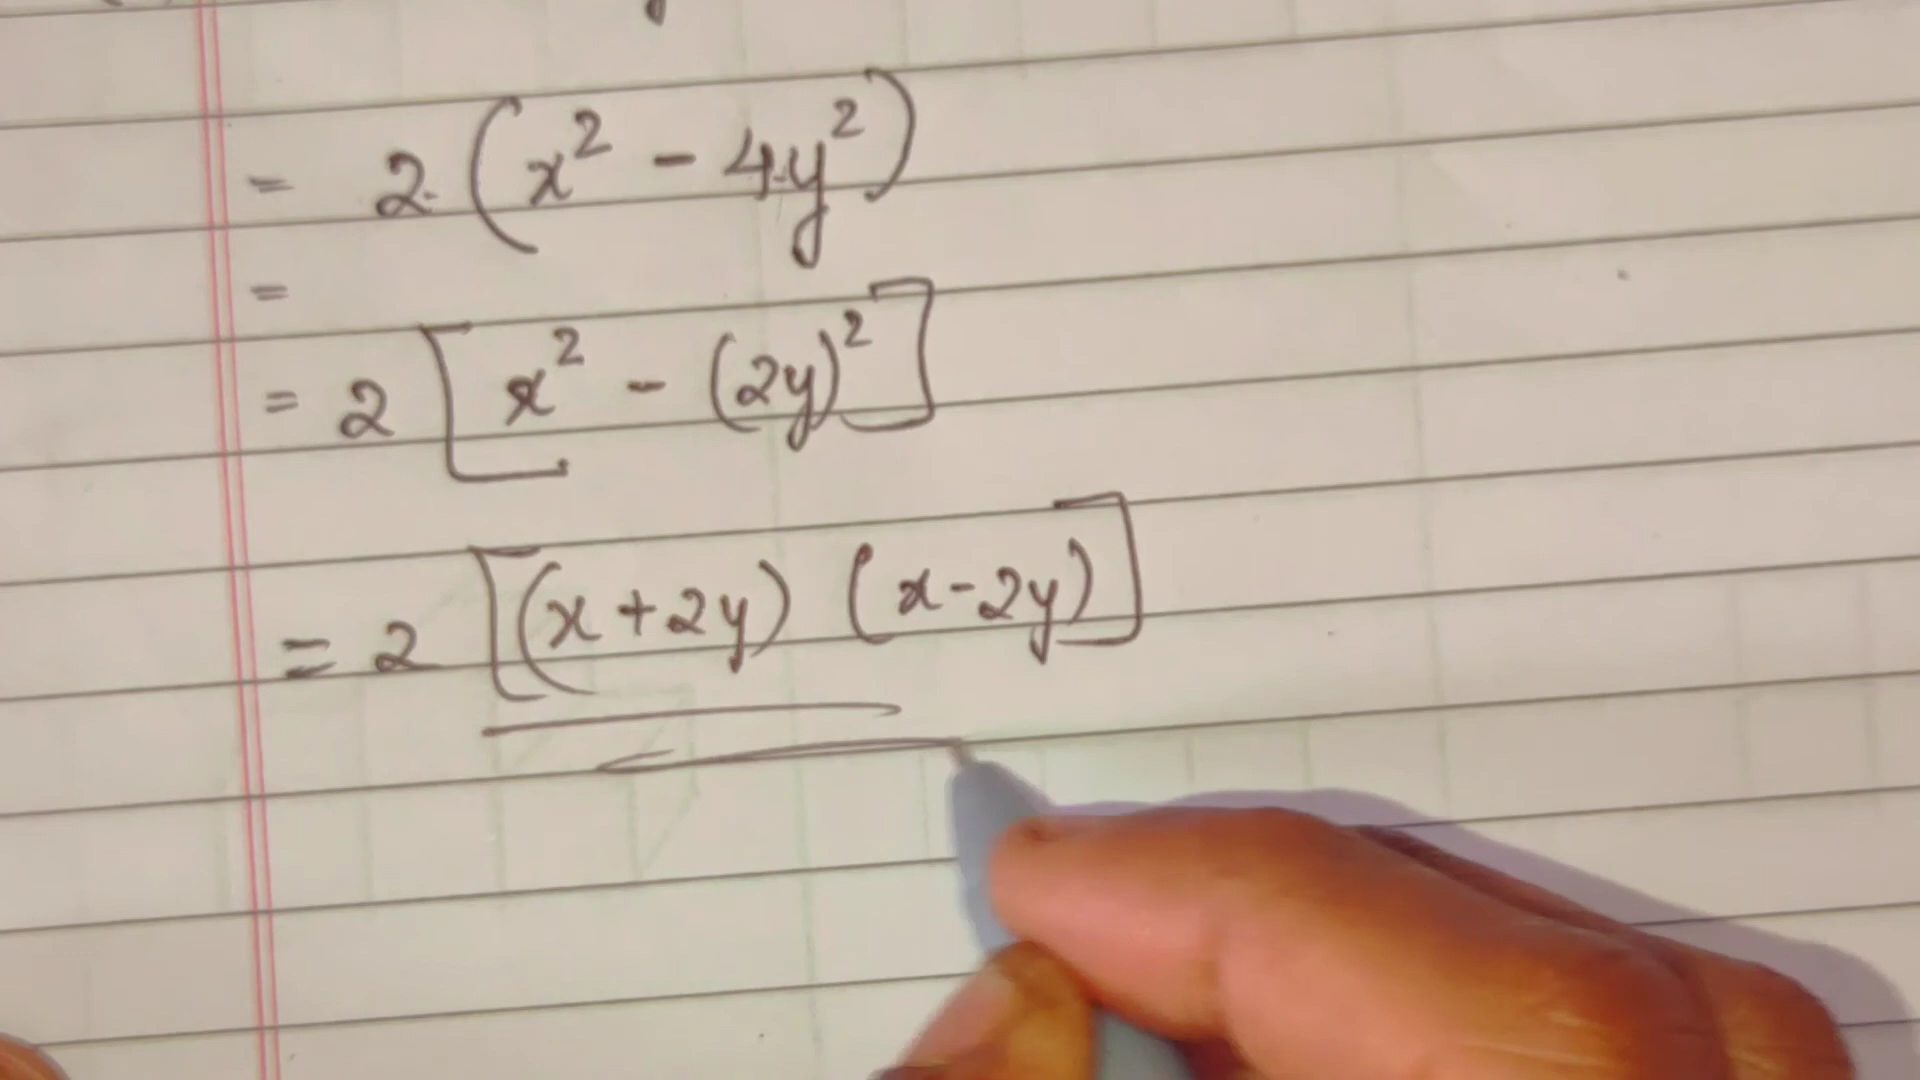 = 2 (x² - 4y²)
=
= 2 [x² - (2y)²]
= 2 [(x + 2y) (x - 2y)]